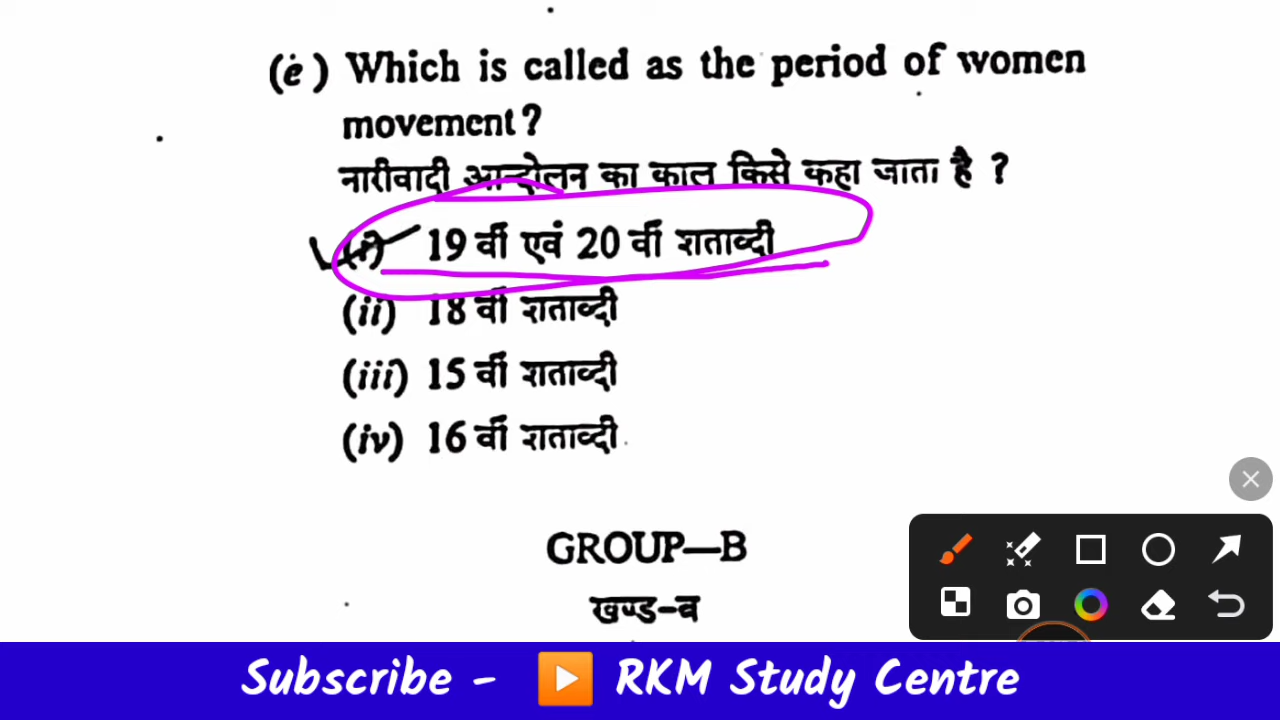 (e) Which is called as the period of women
movement?
नारीवादी आन्दोलन का काल किसे कहा जाता है ?
(i) 19 वीं एवं 20 वीं शताब्दी
(ii) 18 वीं शताब्दी
(iii) 15 वीं शताब्दी
(iv) 16 वीं शताब्दी
GROUP—B
खण्ड-ब
Subscribe - RKM Study Centre